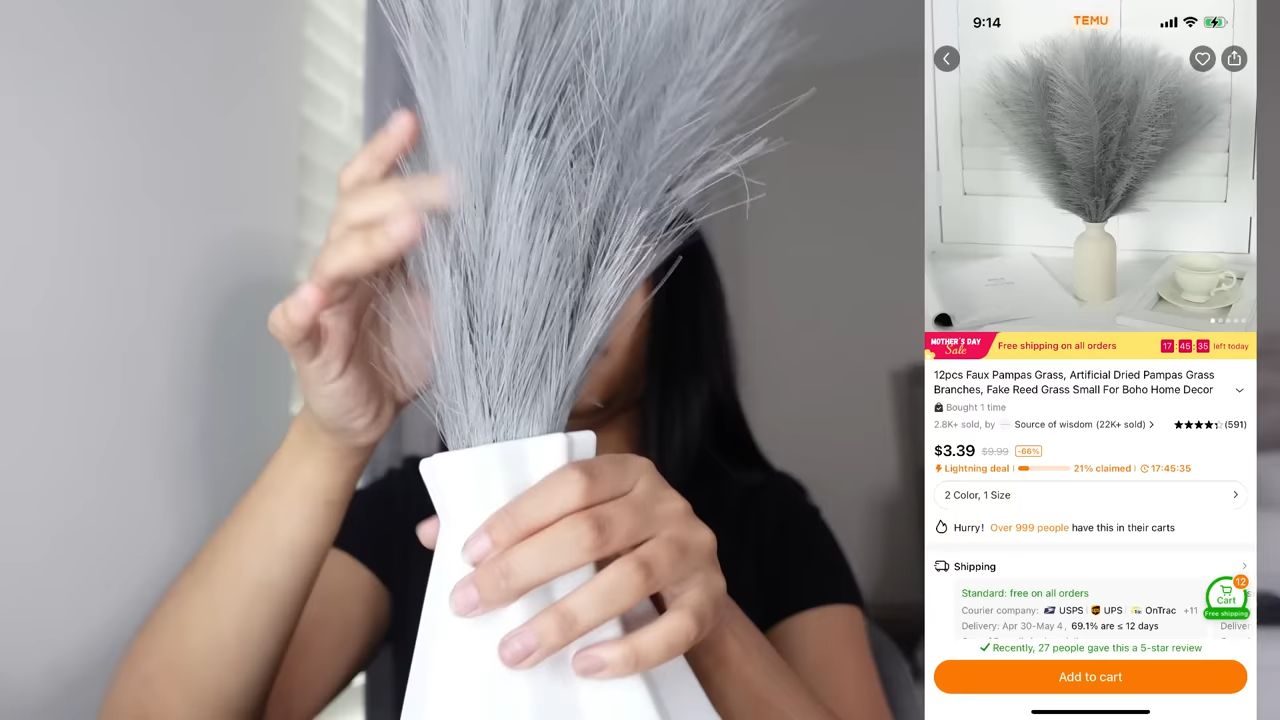 9:14
TEMU
MOTHER'S DAY
Sale
Free shipping on all orders
17:45:35 left today
12pcs Faux Pampas Grass, Artificial Dried Pampas Grass
Branches, Fake Reed Grass Small For Boho Home Decor
Bought 1 time
2.8K+ sold, by
Source of wisdom (22K+ sold)
(591)
$3.39 $9.99 -66%
Lightning deal 21% claimed 17:45:35
2 Color, 1 Size
Hurry! Over 999 people have this in their carts
Shipping
Standard: free on all orders
Courier company: USPS UPS OnTrac +11
Delivery: Apr 30-May 4, 69.1% are ≤ 12 days
12
Cart
Free shipping
Recently, 27 people gave this a 5-star review
Add to cart